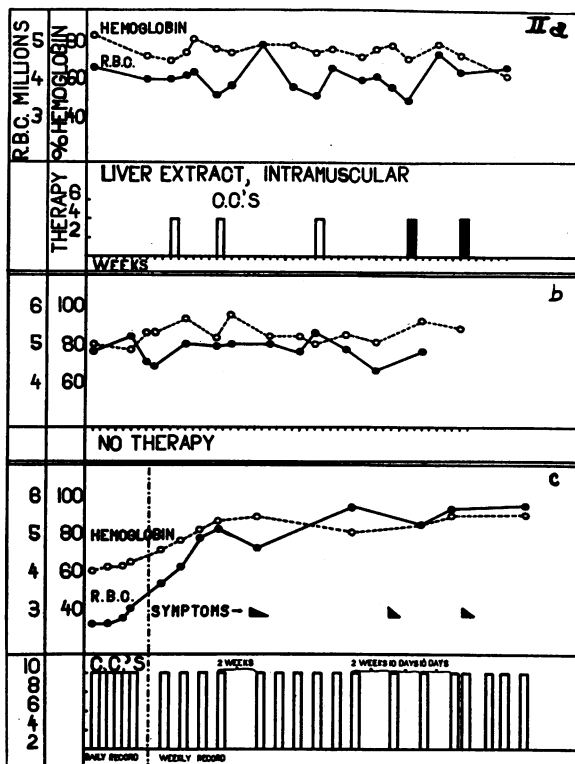 II a
R.B.C. MILLIONS
% HEMOGLOBIN
5 80
4 60
3 40
HEMOGLOBIN
R.B.C.
THERAPY
6
4
2
LIVER EXTRACT, INTRAMUSCULAR
C.C.'S
WEEKS
b
6 100
5 80
4 60
NO THERAPY
c
6 100
5 80
4 60
3 40
HEMOGLOBIN
R.B.C.
SYMPTOMS→
10
8
6
4
2
C.C.'S
2 WEEKS
2 WEEKS 10 DAYS 10 DAYS
DAILY RECORD WEEKLY RECORD